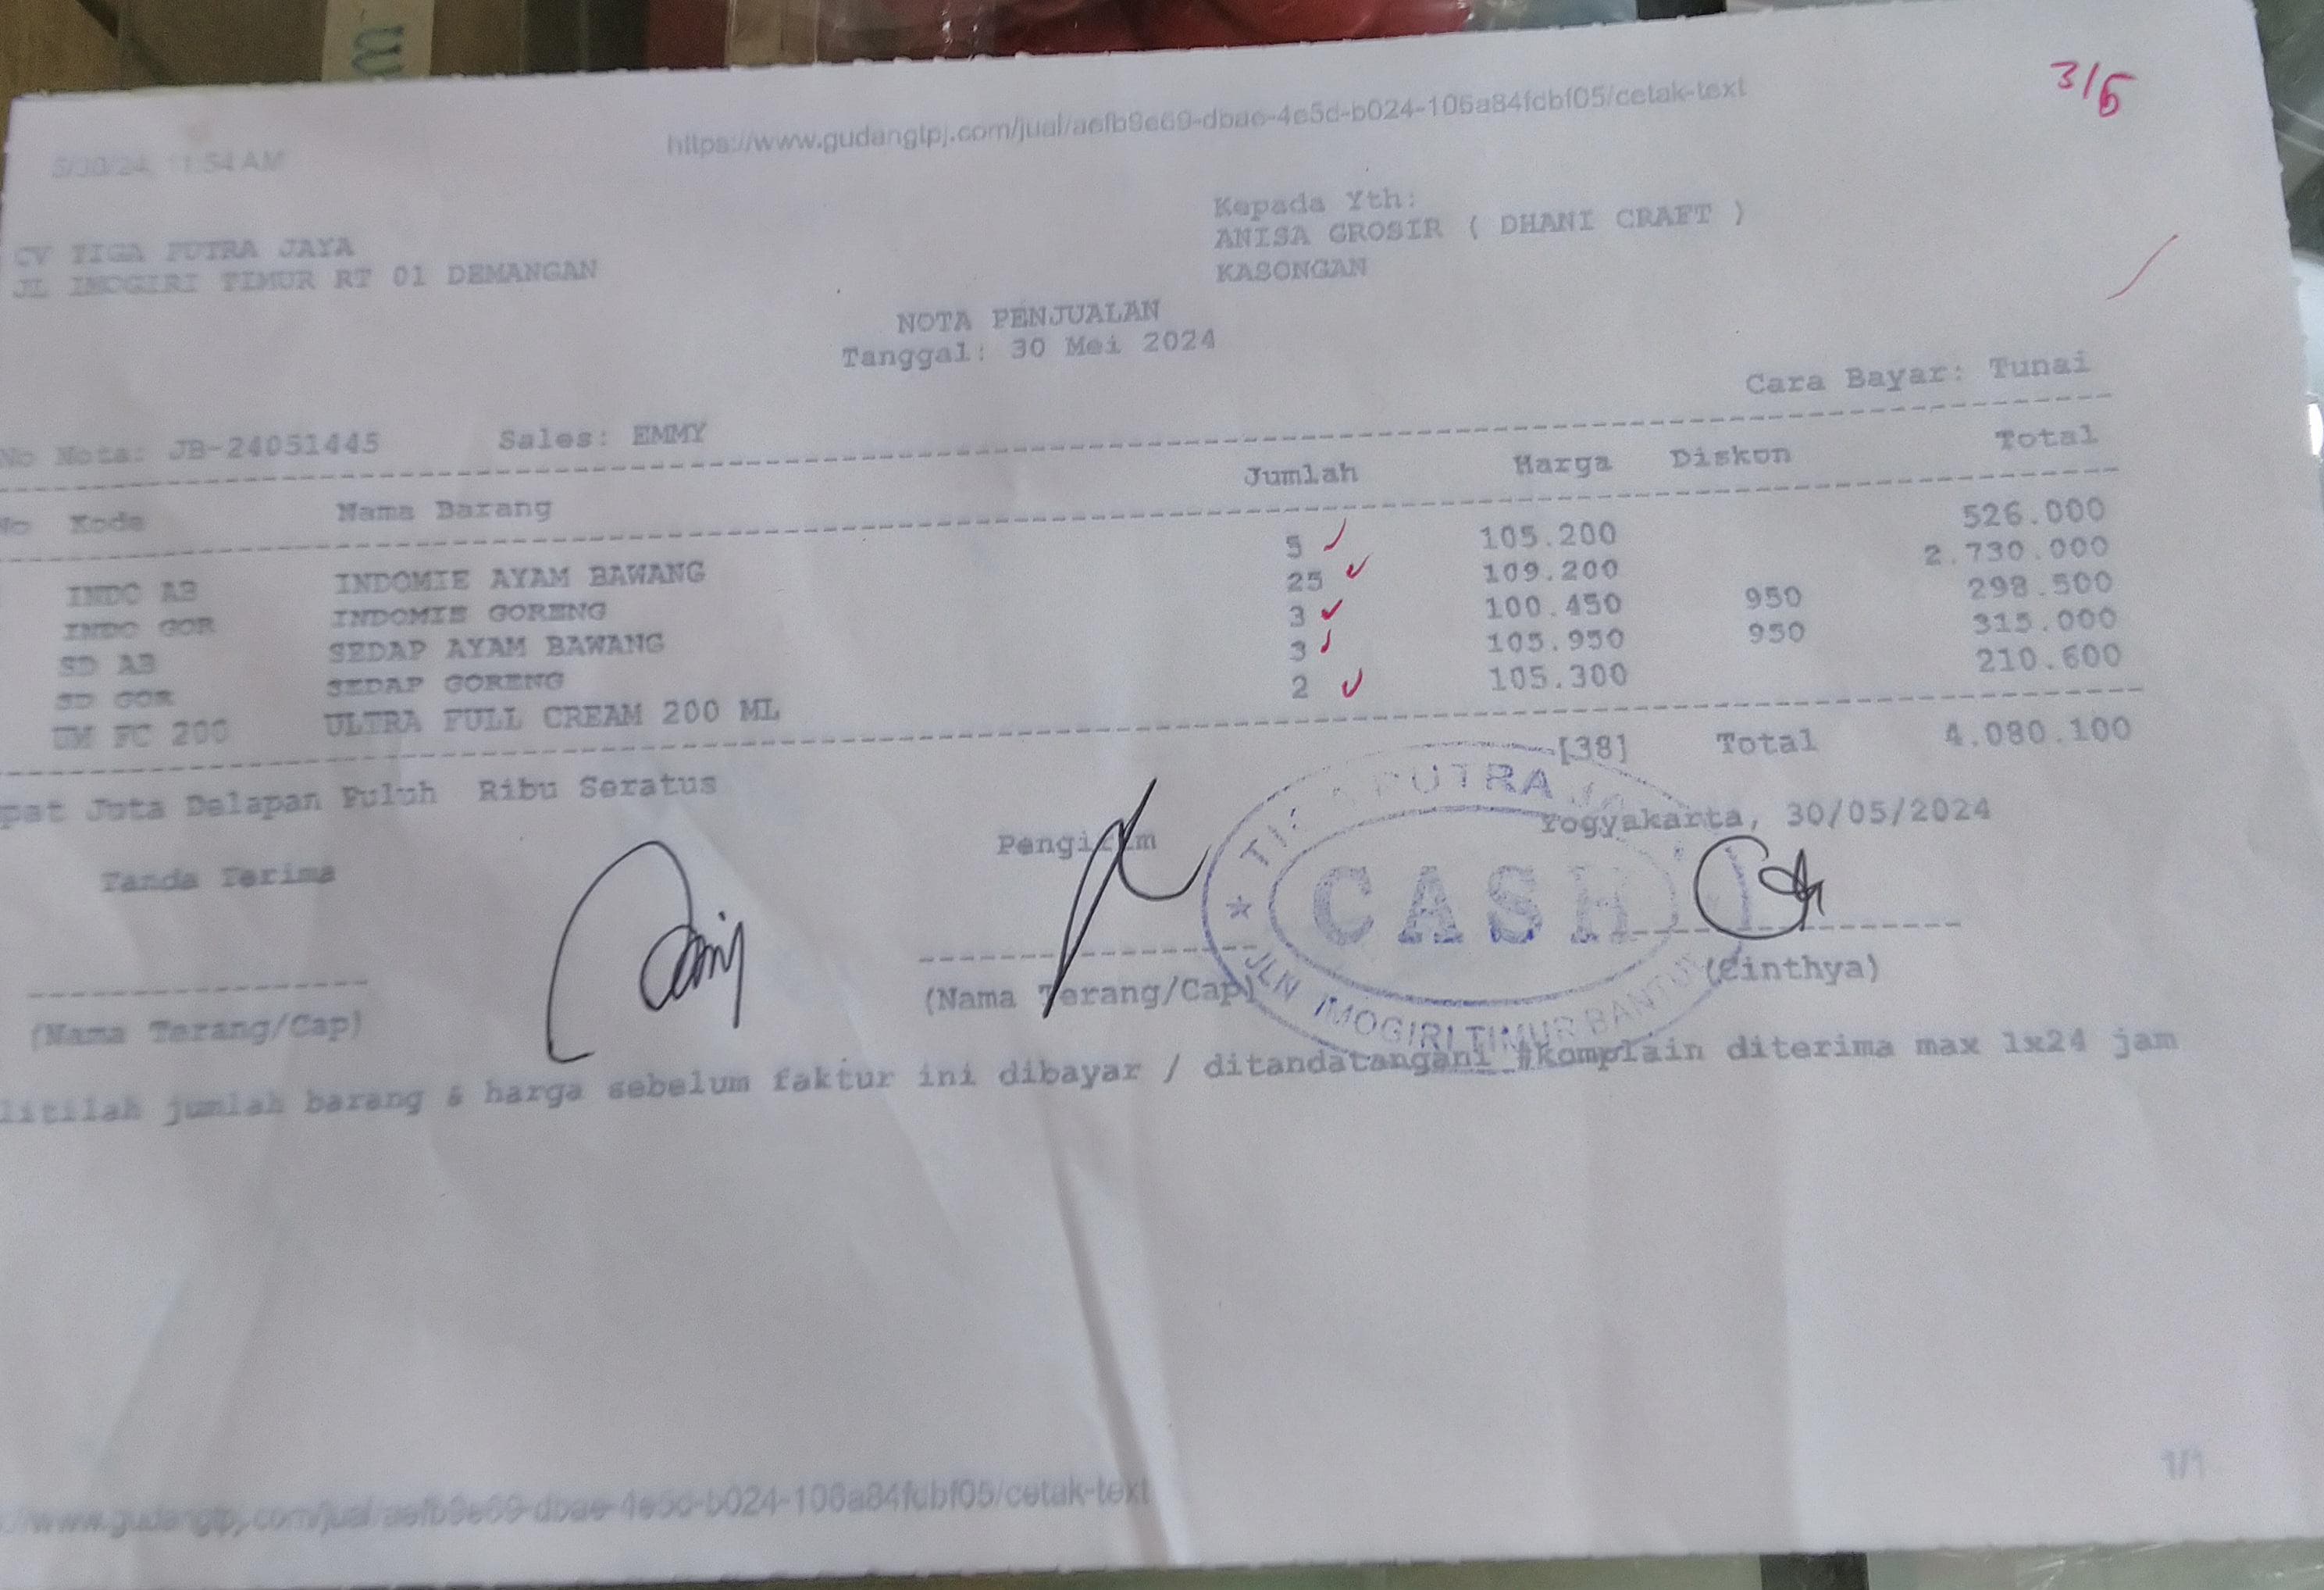 https://www.gudangtpj.com/jual/aefb9e69-dbae-4e5d-b024-106a84fdbf05/cetak-text
3/6
5/30/24, 11:54 AM
CV TIGA PUTRA JAYA
JL IMOGIRI TIMUR RT 01 DEMANGAN
Kepada Yth:
ANISA GROSIR ( DHANI CRAFT )
KASONGAN
NOTA PENJUALAN
Tanggal: 30 Mei 2024
No Nota: JB-24051445 Sales: EMMY Cara Bayar: Tunai
No Kode Nama Barang Jumlah Harga Diskon Total
INDO AB INDOMIE AYAM BAWANG 5 105.200 526.000
INDO GOR INDOMIE GORENG 25 109.200 2.730.000
SD AB SEDAP AYAM BAWANG 3 100.450 950 298.500
SD GOR SEDAP GORENG 3 105.950 950 315.000
UM FC 200 ULTRA FULL CREAM 200 ML 2 105.300 210.600
[38] Total 4.080.100
pat Juta Delapan Puluh Ribu Seratus
Yogyakarta, 30/05/2024
Tanda Terima Pengirim
TIGA PUTRA JAYA
CASH
JLN IMOGIRI TIMUR BANTUL
(Nama Terang/Cap) (Nama Terang/Cap) (Cinthya)
litilah jumlah barang & harga sebelum faktur ini dibayar / ditandatangani #komplain diterima max 1x24 jam
//www.gudangtpj.com/jual/aefb9e69-dbae-4e5d-b024-106a84fdbf05/cetak-text
1/1